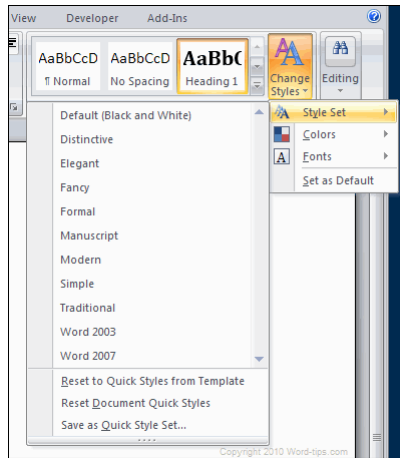 View Developer Add-Ins
AaBbCcD AaBbCcD AaBb(
¶ Normal No Spacing Heading 1
Change Styles
Editing
Style Set
Colors
Fonts
Set as Default
Default (Black and White)
Distinctive
Elegant
Fancy
Formal
Manuscript
Modern
Simple
Traditional
Word 2003
Word 2007
Reset to Quick Styles from Template
Reset Document Quick Styles
Save as Quick Style Set...
Copyright 2010 Word-tips.com